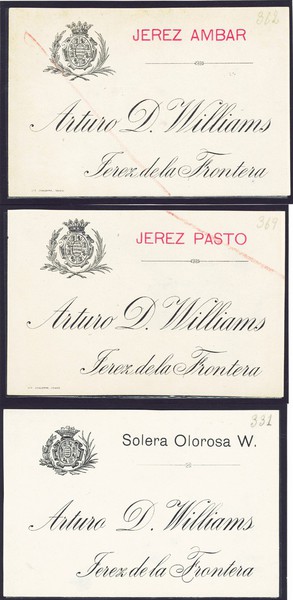 362
JEREZ AMBAR
Arturo D. Williams
Jerez de la Frontera
369
JEREZ PASTO
Arturo D. Williams
Jerez de la Frontera
331
Solera Olorosa W.
Arturo D. Williams
Jerez de la Frontera